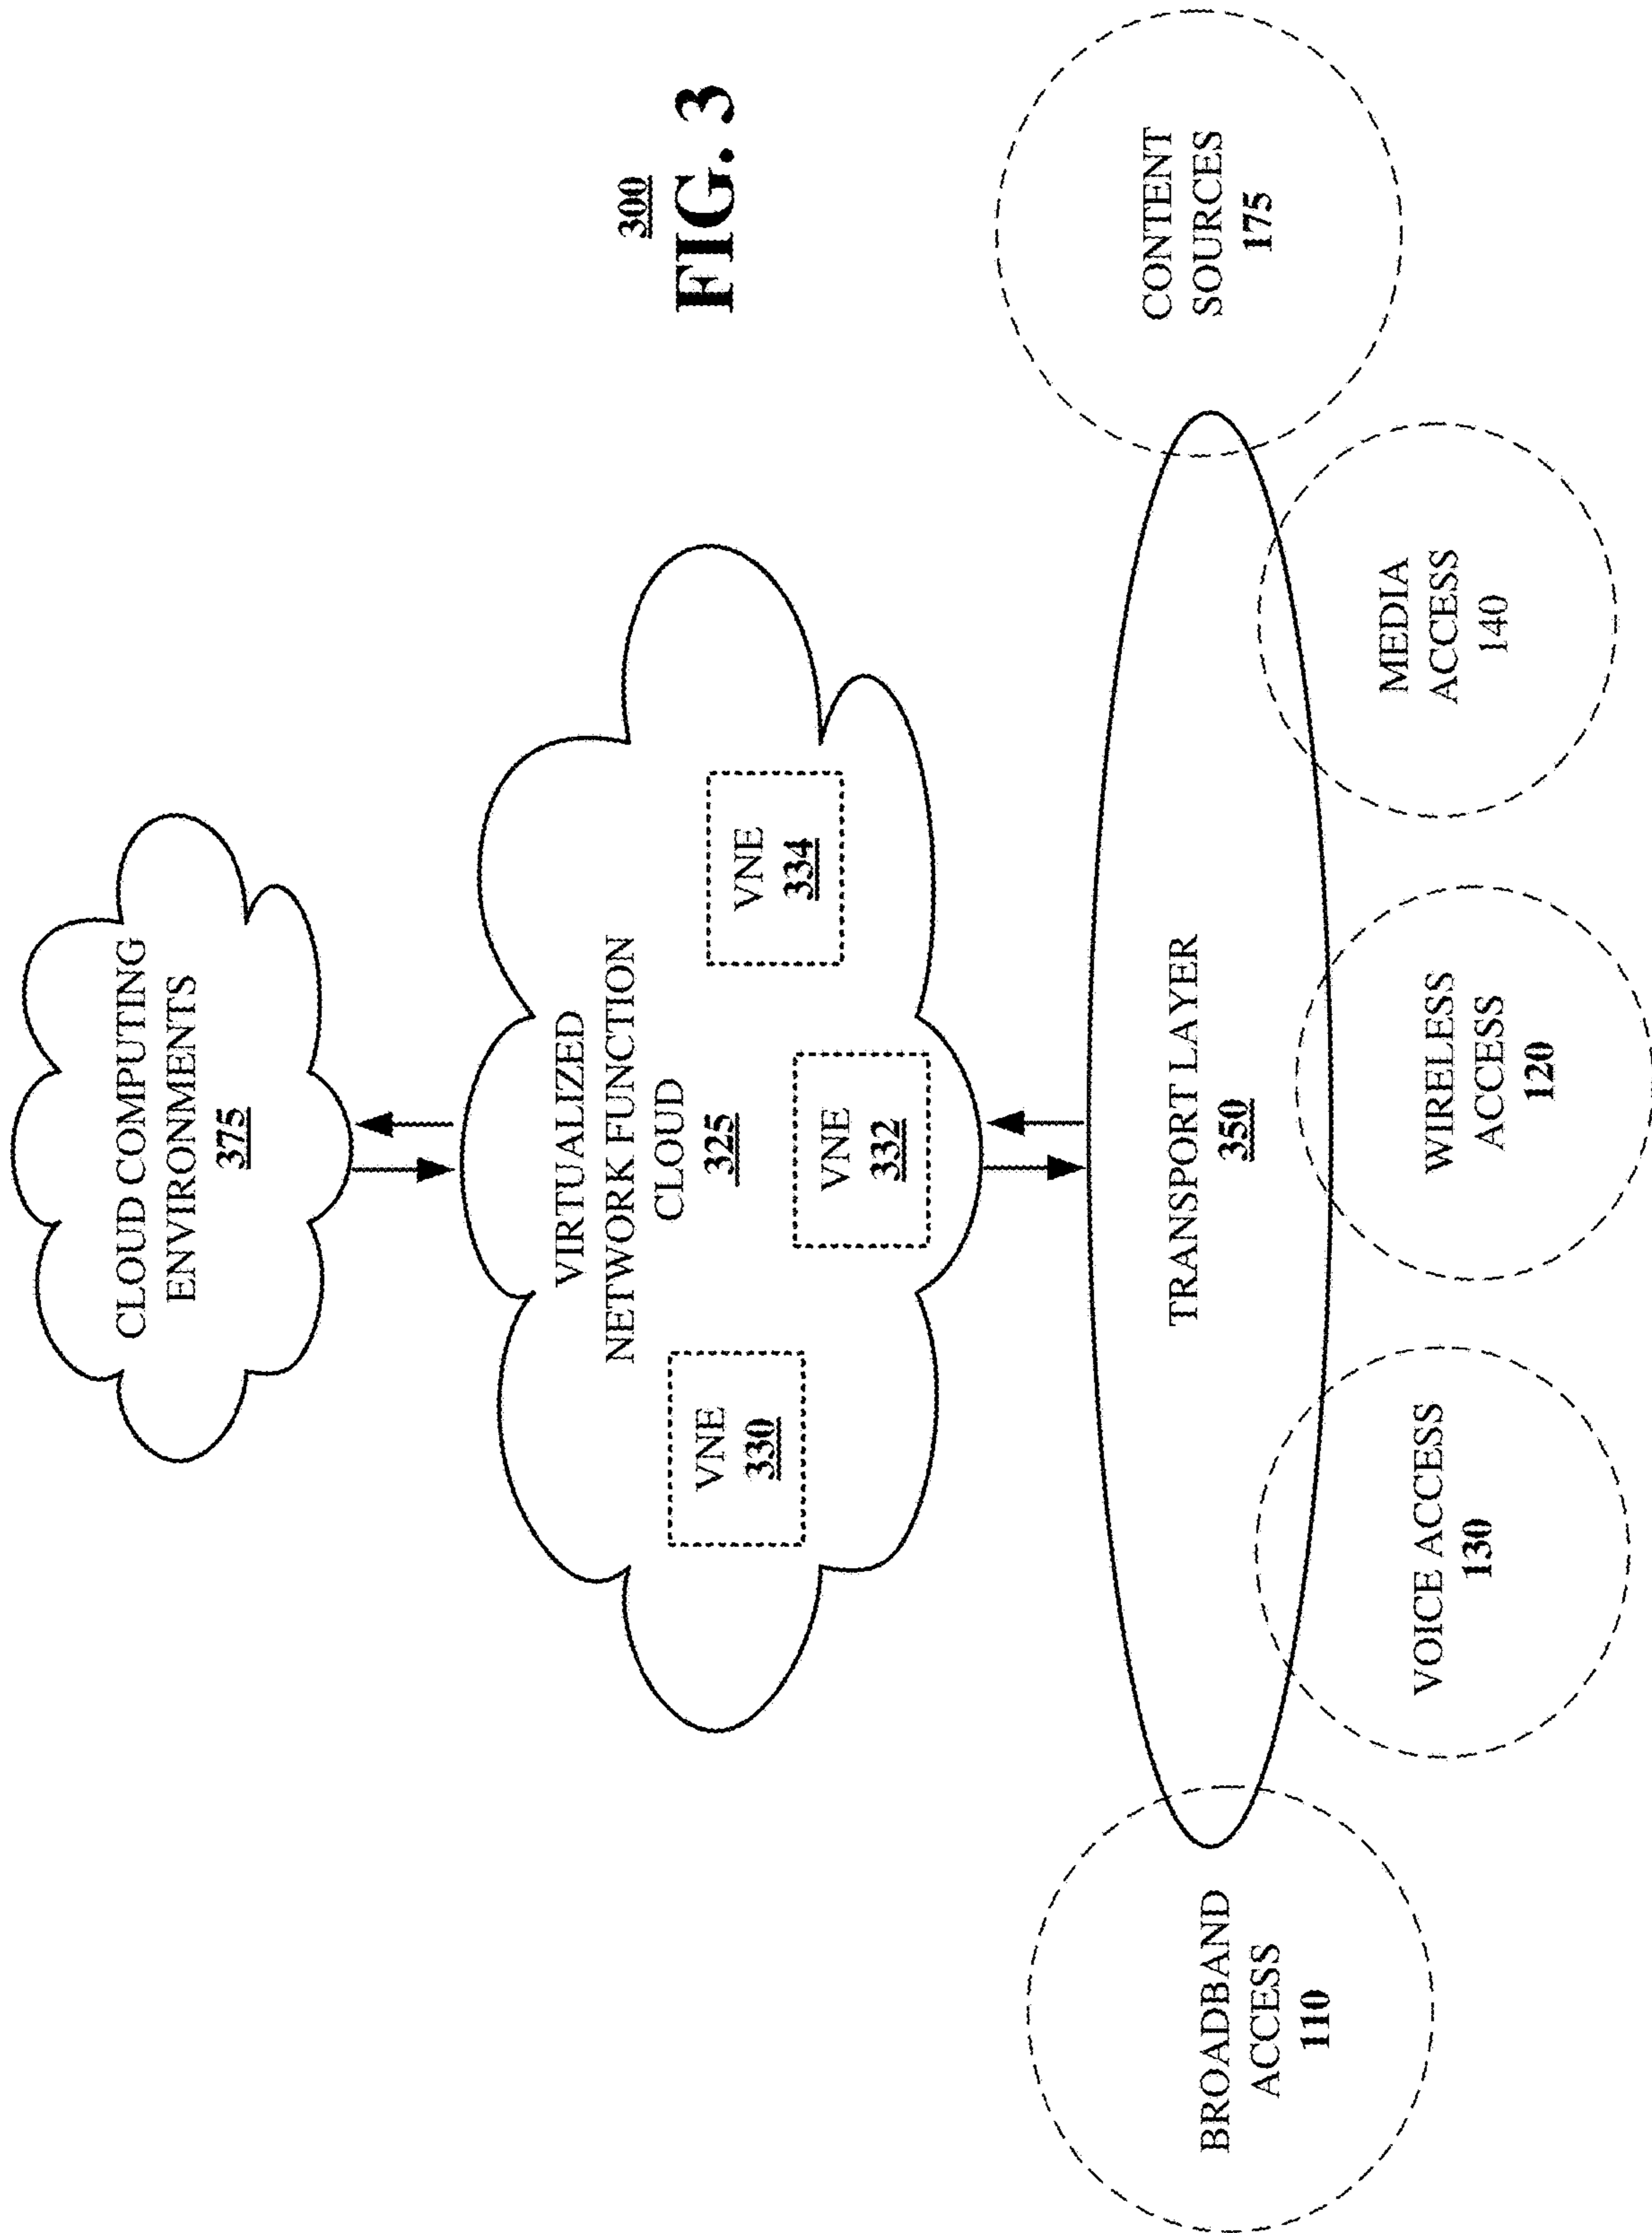 CLOUD COMPUTING
ENVIRONMENTS
375
VIRTUALIZED
NETWORK FUNCTION
CLOUD
325
VNE
330
VNE
332
VNE
334
300
FIG. 3
TRANSPORT LAYER
350
BROADBAND
ACCESS
110
VOICE ACCESS
130
WIRELESS
ACCESS
120
MEDIA
ACCESS
140
CONTENT
SOURCES
175